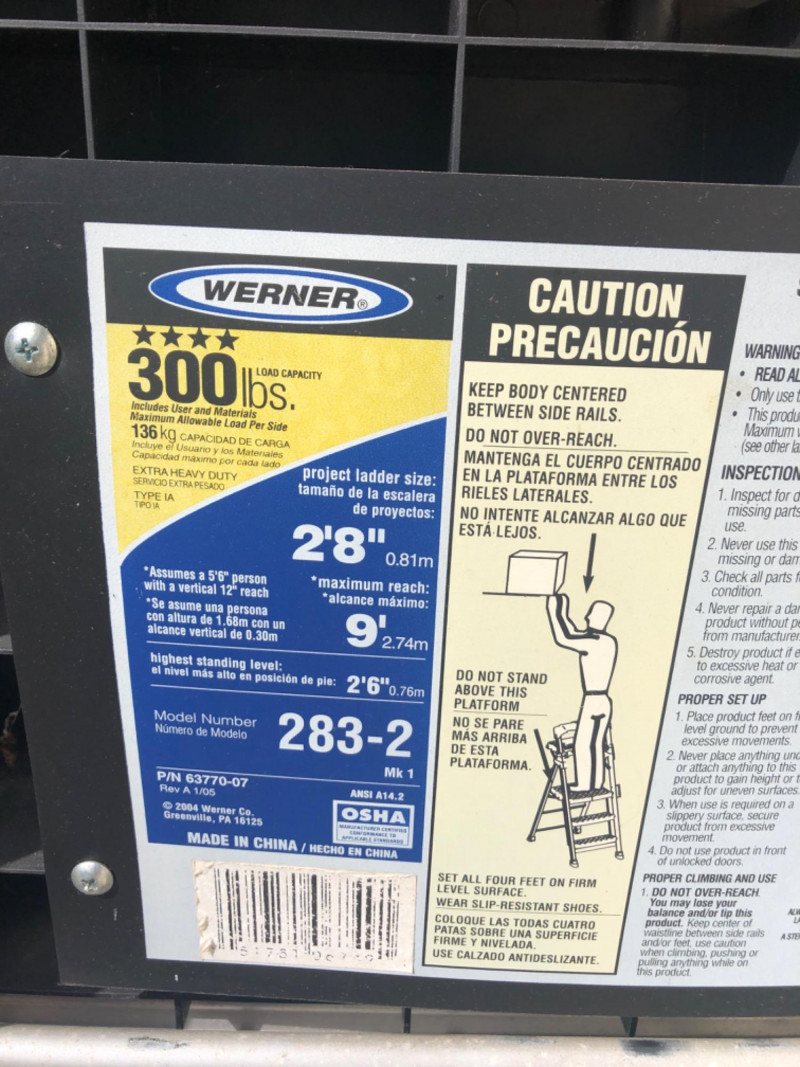 WERNER®
★★★★
300 lbs.
LOAD CAPACITY
Includes User and Materials
Maximum Allowable Load Per Side
136 kg CAPACIDAD DE CARGA
Incluye el Usuario y los Materiales
Capacidad máximo por cada lado
EXTRA HEAVY DUTY
SERVICIO EXTRA PESADO
TYPE IA
TIPO IA
project ladder size:
tamaño de la escalera
de proyectos:
2'8" 0.81m
*Assumes a 5'6" person
with a vertical 12" reach
*Se asume una persona
con altura de 1.68m con un
alcance vertical de 0.30m
*maximum reach:
*alcance máximo:
9' 2.74m
highest standing level:
el nivel más alto en posición de pie: 2'6" 0.76m
Model Number
Número de Modelo
283-2
Mk 1
P/N 63770-07
Rev A 1/05
© 2004 Werner Co.
Greenville, PA 16125
ANSI A14.2
OSHA
MANUFACTURER CERTIFIES
CONFORMANCE TO
APPLICABLE STANDARDS
MADE IN CHINA / HECHO EN CHINA
CAUTION
PRECAUCIÓN
KEEP BODY CENTERED
BETWEEN SIDE RAILS.
DO NOT OVER-REACH.
MANTENGA EL CUERPO CENTRADO
EN LA PLATAFORMA ENTRE LOS
RIELES LATERALES.
NO INTENTE ALCANZAR ALGO QUE
ESTÁ LEJOS.
DO NOT STAND
ABOVE THIS
PLATFORM
NO SE PARE
MÁS ARRIBA
DE ESTA
PLATAFORMA.
SET ALL FOUR FEET ON FIRM
LEVEL SURFACE.
WEAR SLIP-RESISTANT SHOES.
COLOQUE LAS TODAS CUATRO
PATAS SOBRE UNA SUPERFICIE
FIRME Y NIVELADA.
USE CALZADO ANTIDESLIZANTE.
WARNING
• READ AL
• Only use
• This produ
Maximum
(see other la
INSPECTION
1. Inspect for d
missing parts
use.
2. Never use this
missing or dam
3. Check all parts f
condition.
4. Never repair a dam
product without pe
from manufacturer
5. Destroy product if e
to excessive heat or
corrosive agent.
PROPER SET UP
1. Place product feet on fi
level ground to prevent
excessive movements.
2. Never place anything und
or attach anything to this
product to gain height or t
adjust for uneven surfaces.
3. When use is required on a
slippery surface, secure
product from excessive
movement.
4. Do not use product in front
of unlocked doors.
PROPER CLIMBING AND USE
1. DO NOT OVER-REACH.
You may lose your
balance and/or tip this
product. Keep center of
waistline between side rails
and/or feet, use caution
when climbing, pushing or
pulling anything while on
this product.